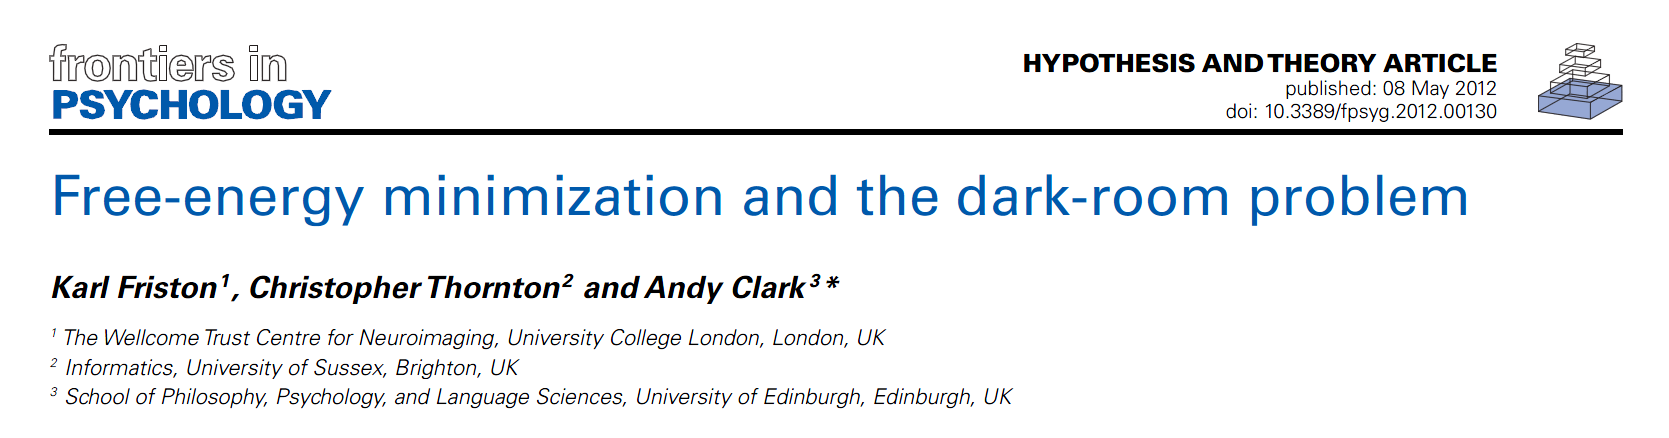 frontiers in
PSYCHOLOGY
HYPOTHESIS AND THEORY ARTICLE
published: 08 May 2012
doi: 10.3389/fpsyg.2012.00130
Free-energy minimization and the dark-room problem
Karl Friston1, Christopher Thornton2 and Andy Clark3*
1 The Wellcome Trust Centre for Neuroimaging, University College London, London, UK
2 Informatics, University of Sussex, Brighton, UK
3 School of Philosophy, Psychology, and Language Sciences, University of Edinburgh, Edinburgh, UK